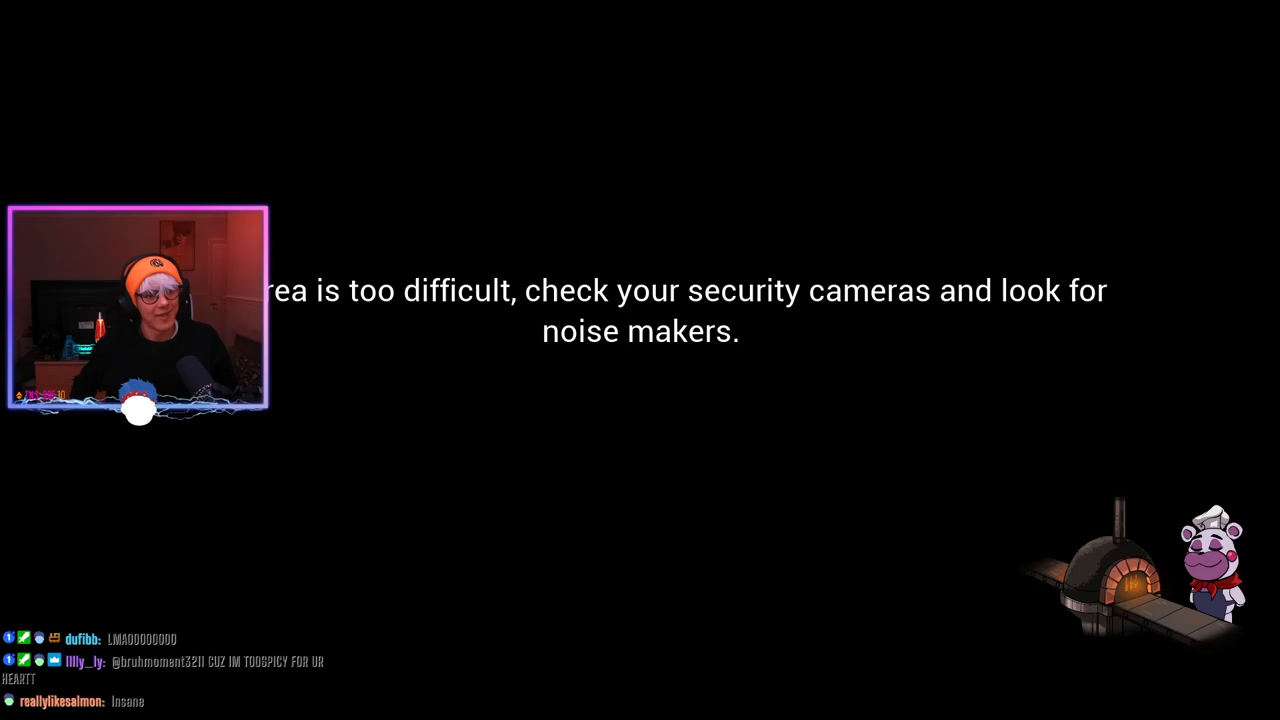 rea is too difficult, check your security cameras and look for
noise makers.
dufibb: LMAOOOOOOOO
lllly_ly: @bruhmoment3211 CUZ IM TOOSPICY FOR UR
HEARTT
reallylikesalmon: Insane